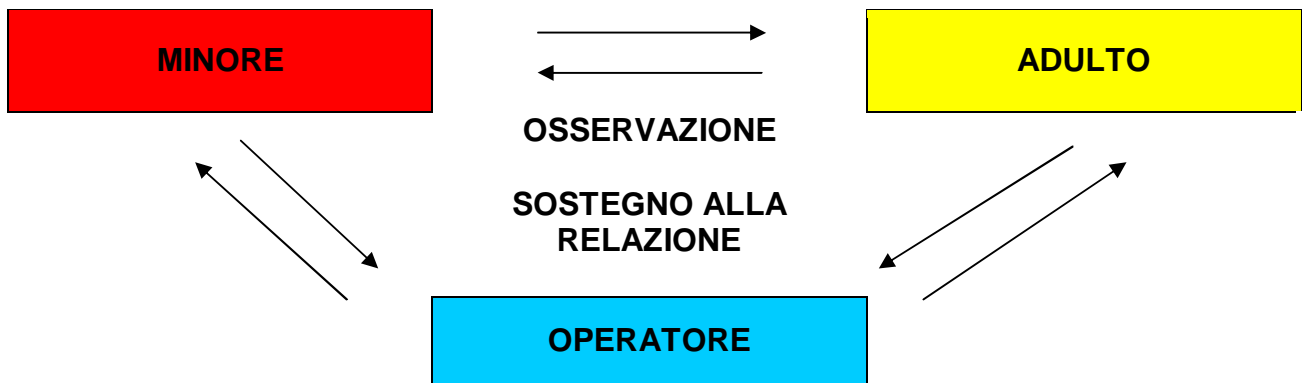 MINORE
ADULTO
OSSERVAZIONE
SOSTEGNO ALLA
RELAZIONE
OPERATORE